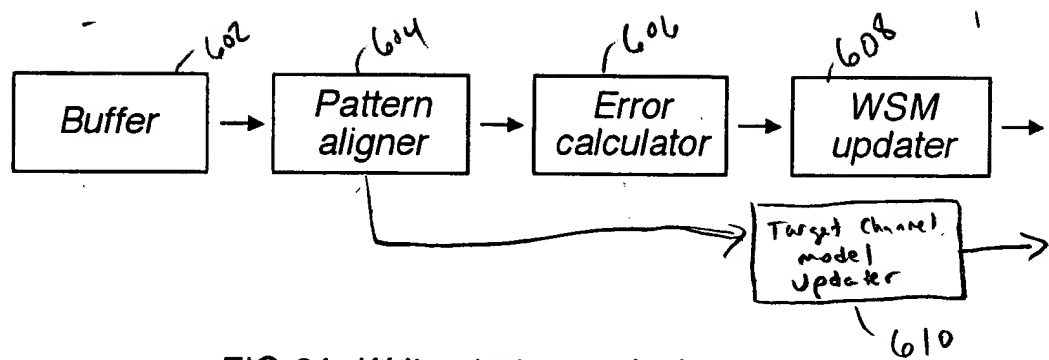 602
604
606
608
Buffer
Pattern
aligner
Error
calculator
WSM
updater
Target Channel
model
updater
610